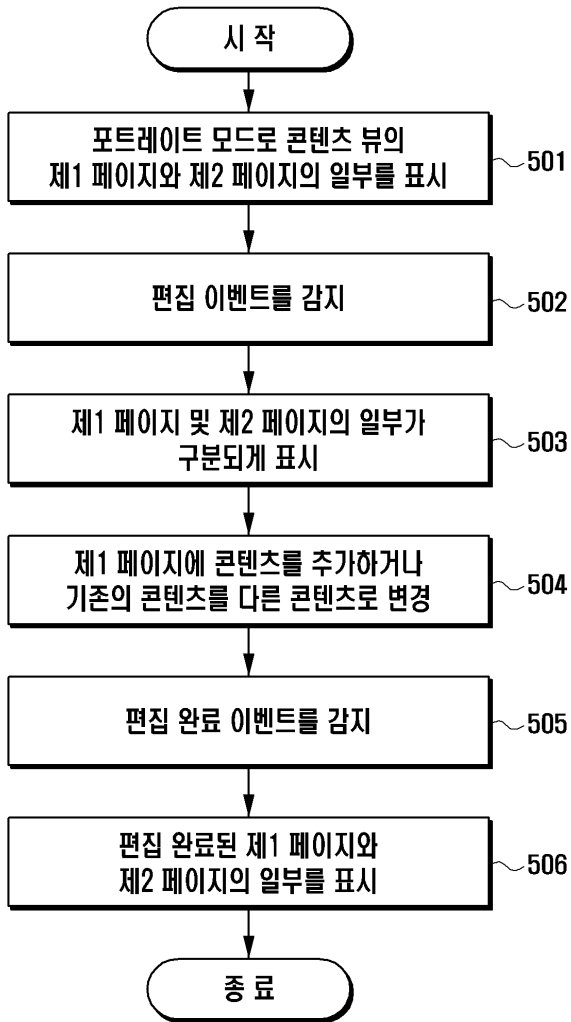 시 작
포트레이트 모드로 콘텐츠 뷰의
제1 페이지와 제2 페이지의 일부를 표시
501
편집 이벤트를 감지
502
제1 페이지 및 제2 페이지의 일부가
구분되게 표시
503
제1 페이지에 콘텐츠를 추가하거나
기존의 콘텐츠를 다른 콘텐츠로 변경
504
편집 완료 이벤트를 감지
505
편집 완료된 제1 페이지와
제2 페이지의 일부를 표시
506
종 료